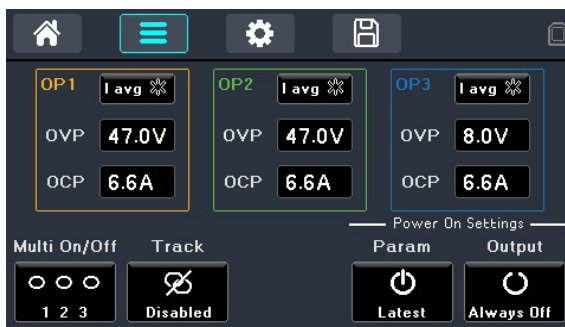 OP1 I avg OP2 I avg OP3 I avg
OVP 47.0V OVP 47.0V OVP 8.0V
OCP 6.6A OCP 6.6A OCP 6.6A
Power On Settings
Multi On/Off Track Param Output
1 2 3 Disabled Latest Always Off